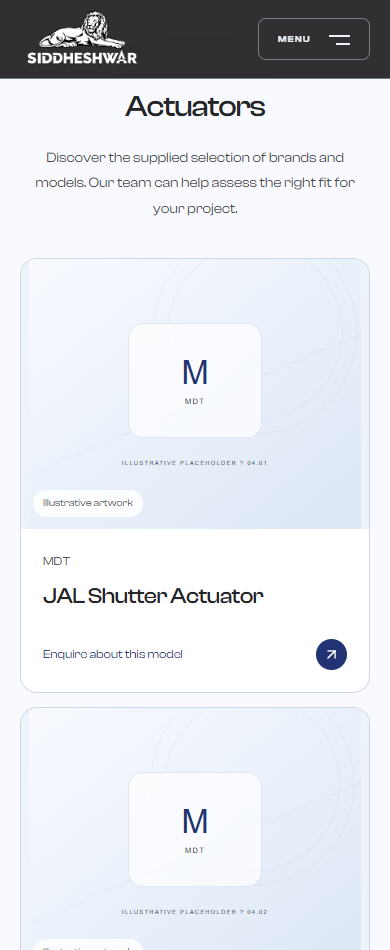 SIDDHESHWAR
MENU
Actuators
Discover the supplied selection of brands and
models. Our team can help assess the right fit for
your project.
M
MDT
ILLUSTRATIVE PLACEHOLDER ? 04.01
Illustrative artwork
MDT
JAL Shutter Actuator
Enquire about this model
M
MDT
ILLUSTRATIVE PLACEHOLDER ? 04.02